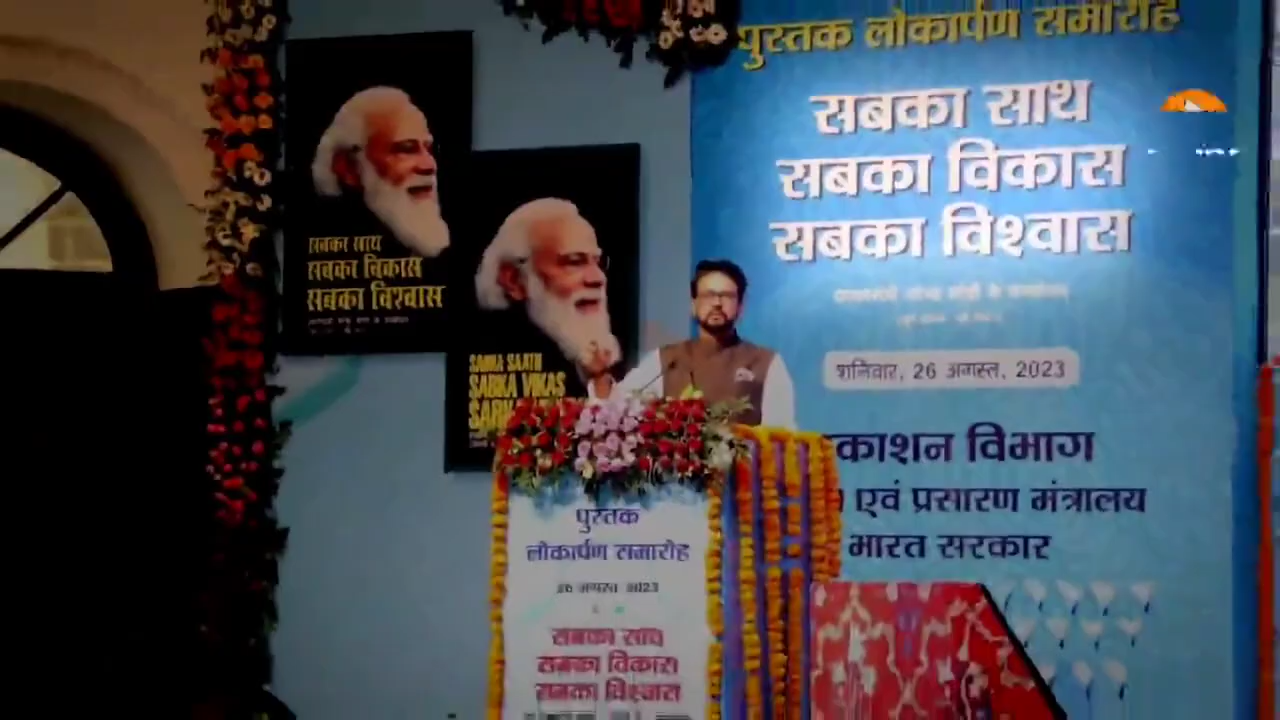 पुस्तक लोकार्पण समारोह
सबका साथ
सबका विकास
सबका विश्वास
शनिवार, 26 अगस्त, 2023
काशन विभाग
एवं प्रसारण मंत्रालय
भारत सरकार
सबका साथ
सबका विकास
सबका विश्वास
SABKA SAATH
SABKA VIKAS
पुस्तक
लोकार्पण समारोह
26 अगस्त 2023
सबका साथ
सबका विकास
सबका विश्वास